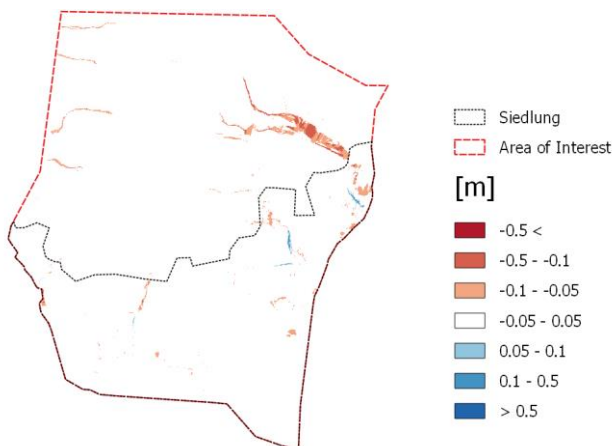 Siedlung
Area of Interest
[m]
-0.5 <
-0.5 - -0.1
-0.1 - -0.05
-0.05 - 0.05
0.05 - 0.1
0.1 - 0.5
> 0.5